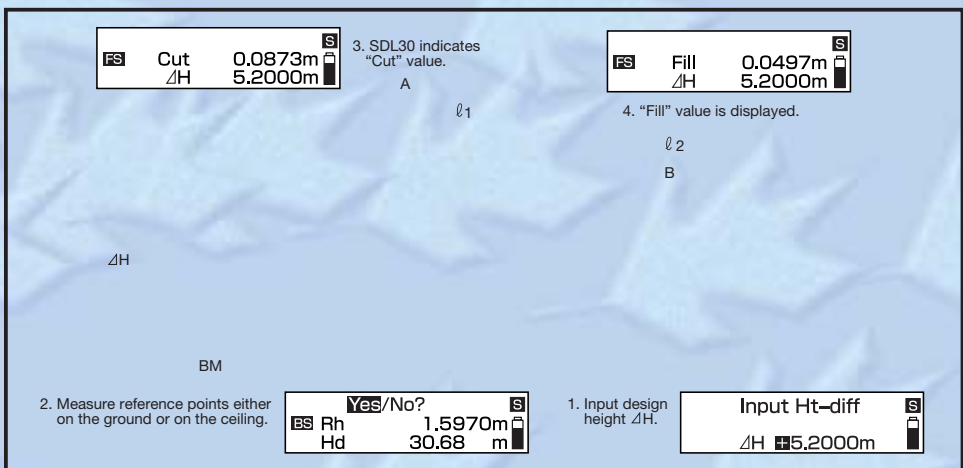 S
FS Cut 0.0873m
⊿H 5.2000m
3. SDL30 indicates
“Cut” value.
A
ℓ1
S
FS Fill 0.0497m
⊿H 5.2000m
4. “Fill” value is displayed.
ℓ2
B
⊿H
BM
2. Measure reference points either
on the ground or on the ceiling.
Yes/No? S
BS Rh 1.5970m
Hd 30.68 m
1. Input design
height ⊿H.
Input Ht–diff S
⊿H +5.2000m